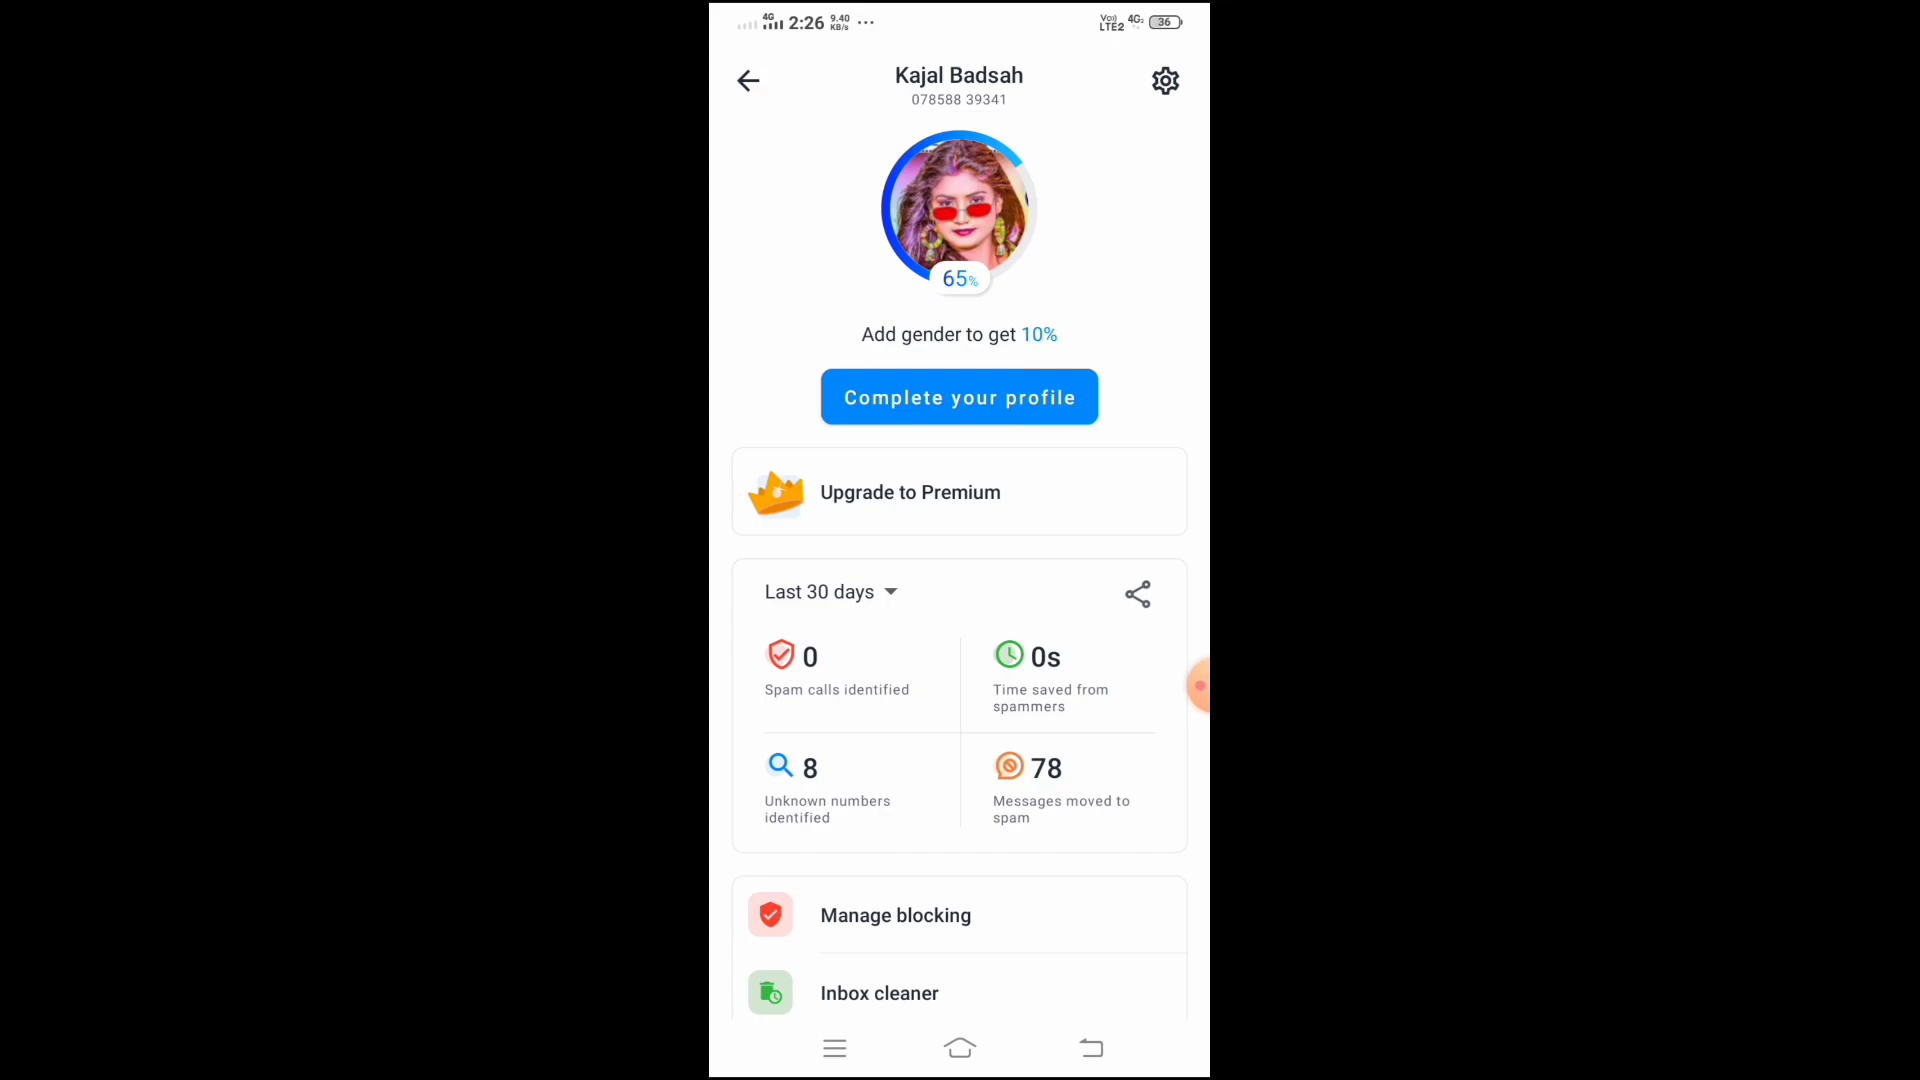 4G 2:26 9.40 KB/s ... Vo)) LTE2 4G 36
Kajal Badsah
078588 39341
65%
Add gender to get 10%
Complete your profile
Upgrade to Premium
Last 30 days
0
Spam calls identified
0s
Time saved from
spammers
8
Unknown numbers
identified
78
Messages moved to
spam
Manage blocking
Inbox cleaner